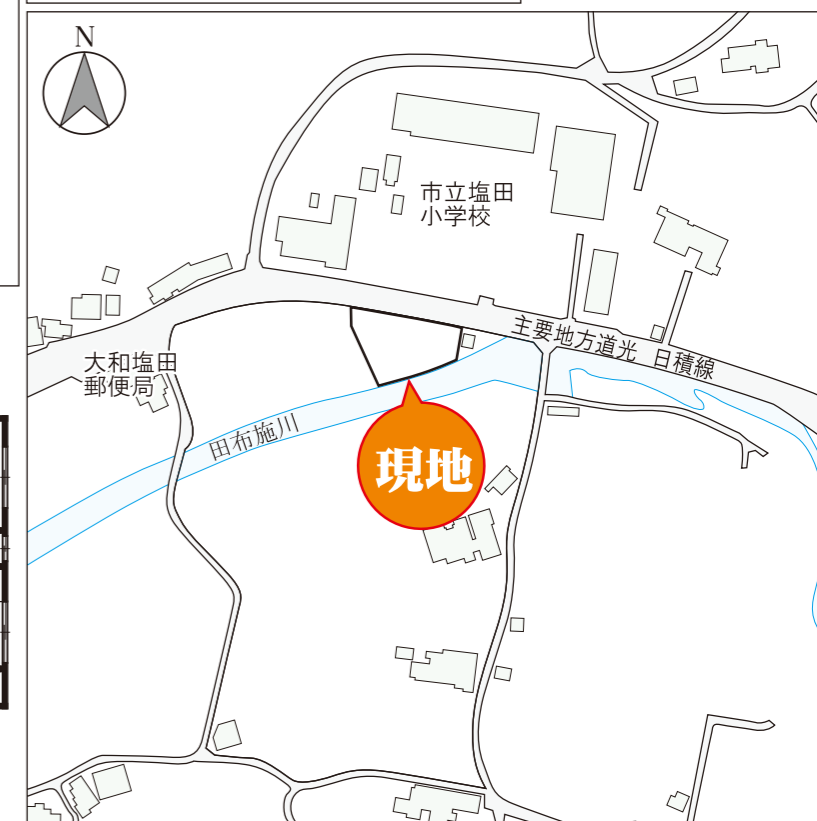 N
市立塩田
小学校
主要地方道光 日積線
大和塩田
郵便局
田布施川
現地